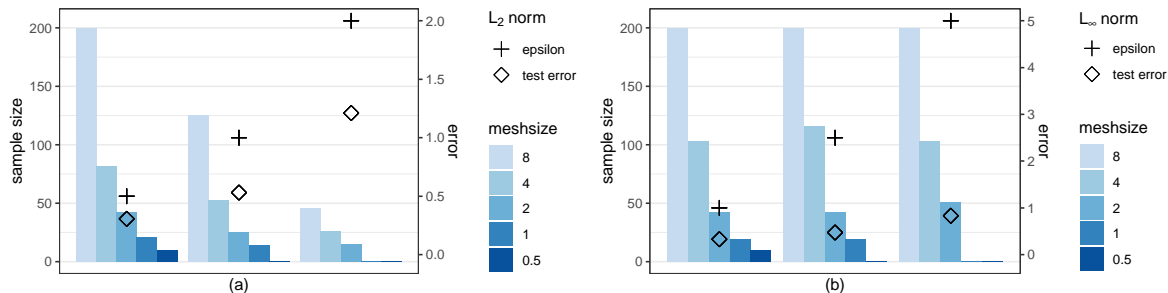 sample size
200
150
100
50
0
2.0
1.5
1.0
0.5
0.0
error
(a)
L2 norm
epsilon
test error
meshsize
8
4
2
1
0.5
sample size
200
150
100
50
0
5
4
3
2
1
0
error
(b)
L∞ norm
epsilon
test error
meshsize
8
4
2
1
0.5